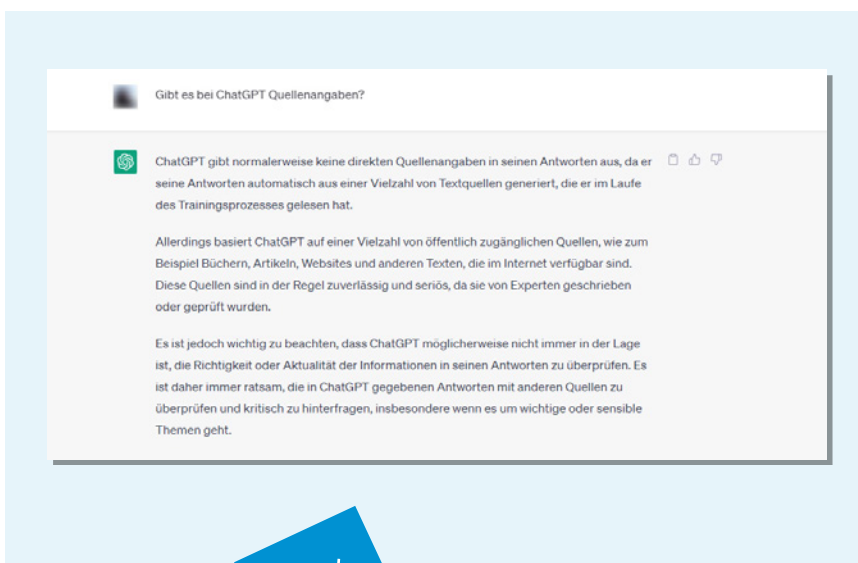 Gibt es bei ChatGPT Quellenangaben?
ChatGPT gibt normalerweise keine direkten Quellenangaben in seinen Antworten aus, da er
seine Antworten automatisch aus einer Vielzahl von Textquellen generiert, die er im Laufe
des Trainingsprozesses gelesen hat.
Allerdings basiert ChatGPT auf einer Vielzahl von öffentlich zugänglichen Quellen, wie zum
Beispiel Büchern, Artikeln, Websites und anderen Texten, die im Internet verfügbar sind.
Diese Quellen sind in der Regel zuverlässig und seriös, da sie von Experten geschrieben
oder geprüft wurden.
Es ist jedoch wichtig zu beachten, dass ChatGPT möglicherweise nicht immer in der Lage
ist, die Richtigkeit oder Aktualität der Informationen in seinen Antworten zu überprüfen. Es
ist daher immer ratsam, die in ChatGPT gegebenen Antworten mit anderen Quellen zu
überprüfen und kritisch zu hinterfragen, insbesondere wenn es um wichtige oder sensible
Themen geht.